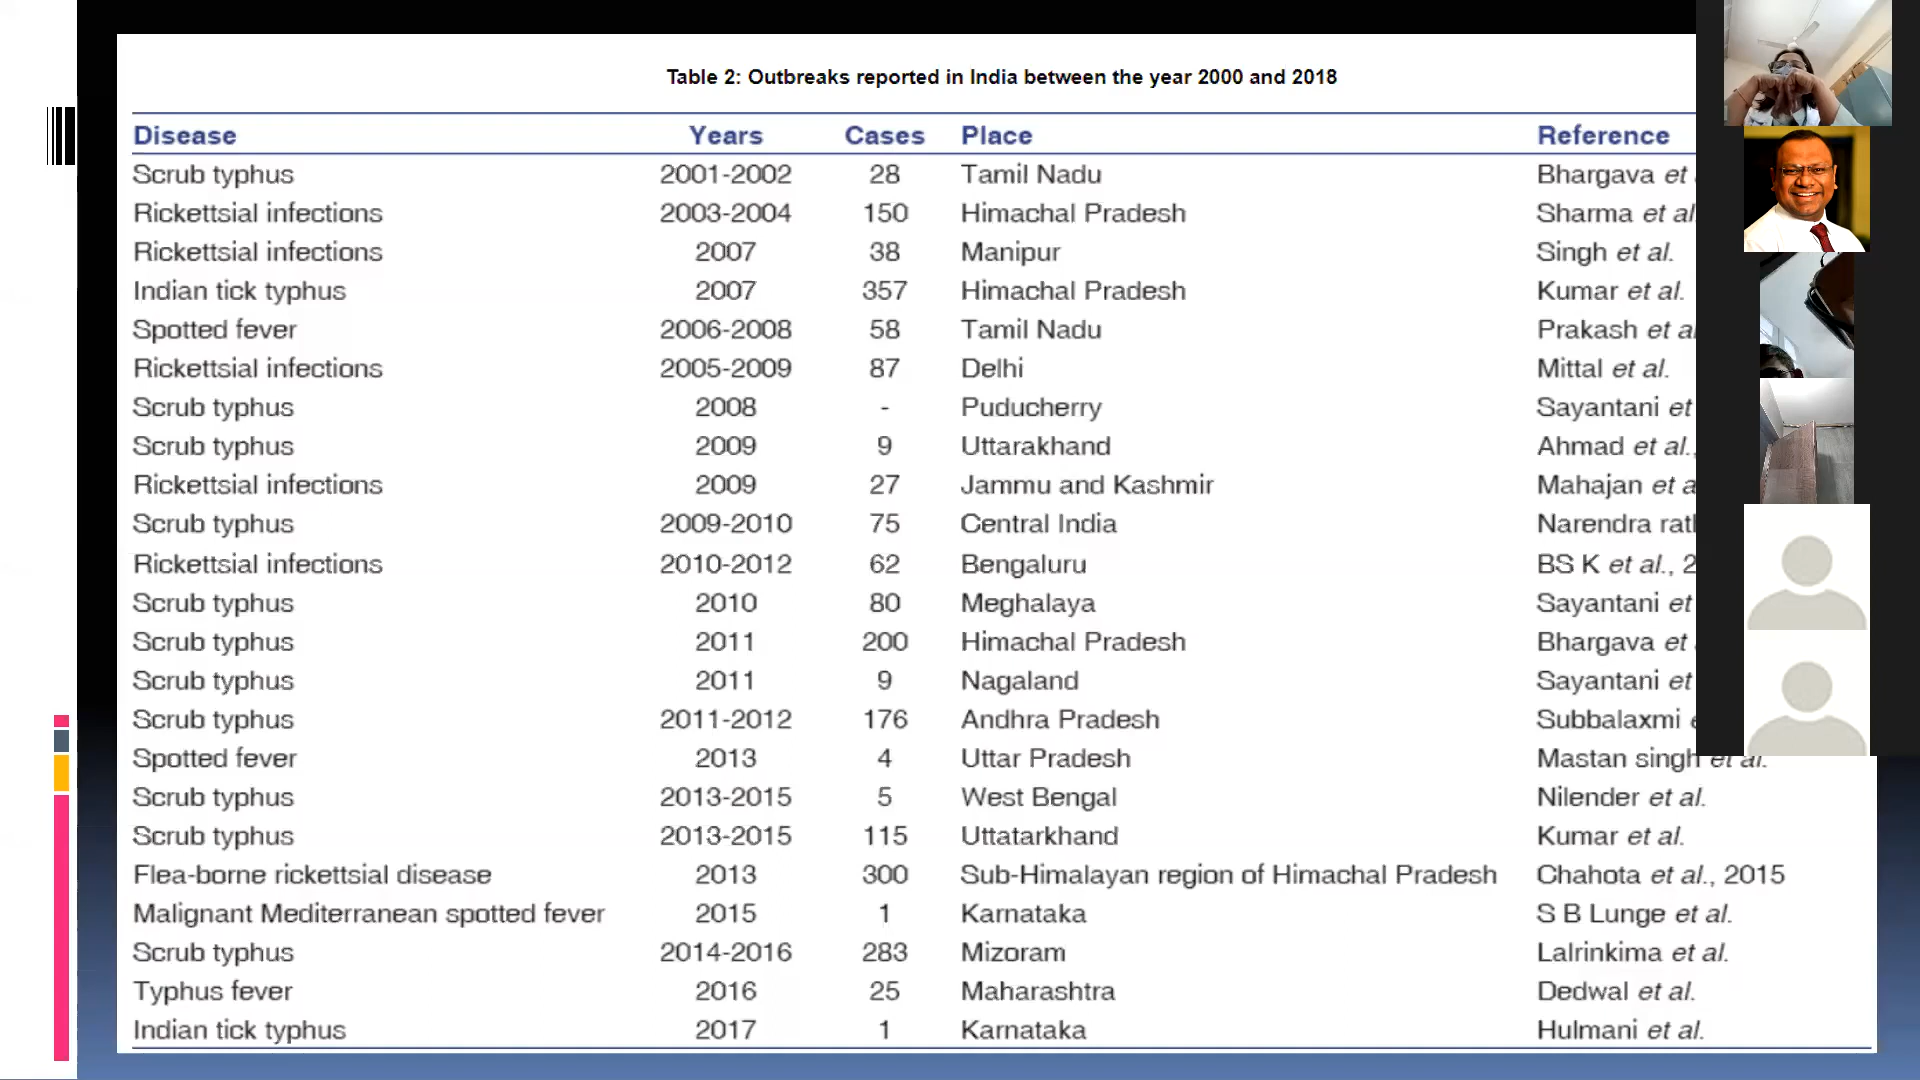 Table 2: Outbreaks reported in India between the year 2000 and 2018
Disease Years Cases Place Reference
Scrub typhus 2001-2002 28 Tamil Nadu Bhargava et
Rickettsial infections 2003-2004 150 Himachal Pradesh Sharma et al
Rickettsial infections 2007 38 Manipur Singh et al.
Indian tick typhus 2007 357 Himachal Pradesh Kumar et al.
Spotted fever 2006-2008 58 Tamil Nadu Prakash et al
Rickettsial infections 2005-2009 87 Delhi Mittal et al.
Scrub typhus 2008 - Puducherry Sayantani et
Scrub typhus 2009 9 Uttarakhand Ahmad et al.,
Rickettsial infections 2009 27 Jammu and Kashmir Mahajan et a
Scrub typhus 2009-2010 75 Central India Narendra
Rickettsial infections 2010-2012 62 Bengaluru BS K et al., 2
Scrub typhus 2010 80 Meghalaya Sayantani et
Scrub typhus 2011 200 Himachal Pradesh Bhargava et
Scrub typhus 2011 9 Nagaland Sayantani et
Scrub typhus 2011-2012 176 Andhra Pradesh Subbalaxmi
Spotted fever 2013 4 Uttar Pradesh Mastan singh et al.
Scrub typhus 2013-2015 5 West Bengal Nilender et al.
Scrub typhus 2013-2015 115 Uttatarkhand Kumar et al.
Flea-borne rickettsial disease 2013 300 Sub-Himalayan region of Himachal Pradesh Chahota et al., 2015
Malignant Mediterranean spotted fever 2015 1 Karnataka S B Lunge et al.
Scrub typhus 2014-2016 283 Mizoram Lalrinkima et al.
Typhus fever 2016 25 Maharashtra Dedwal et al.
Indian tick typhus 2017 1 Karnataka Hulmani et al.